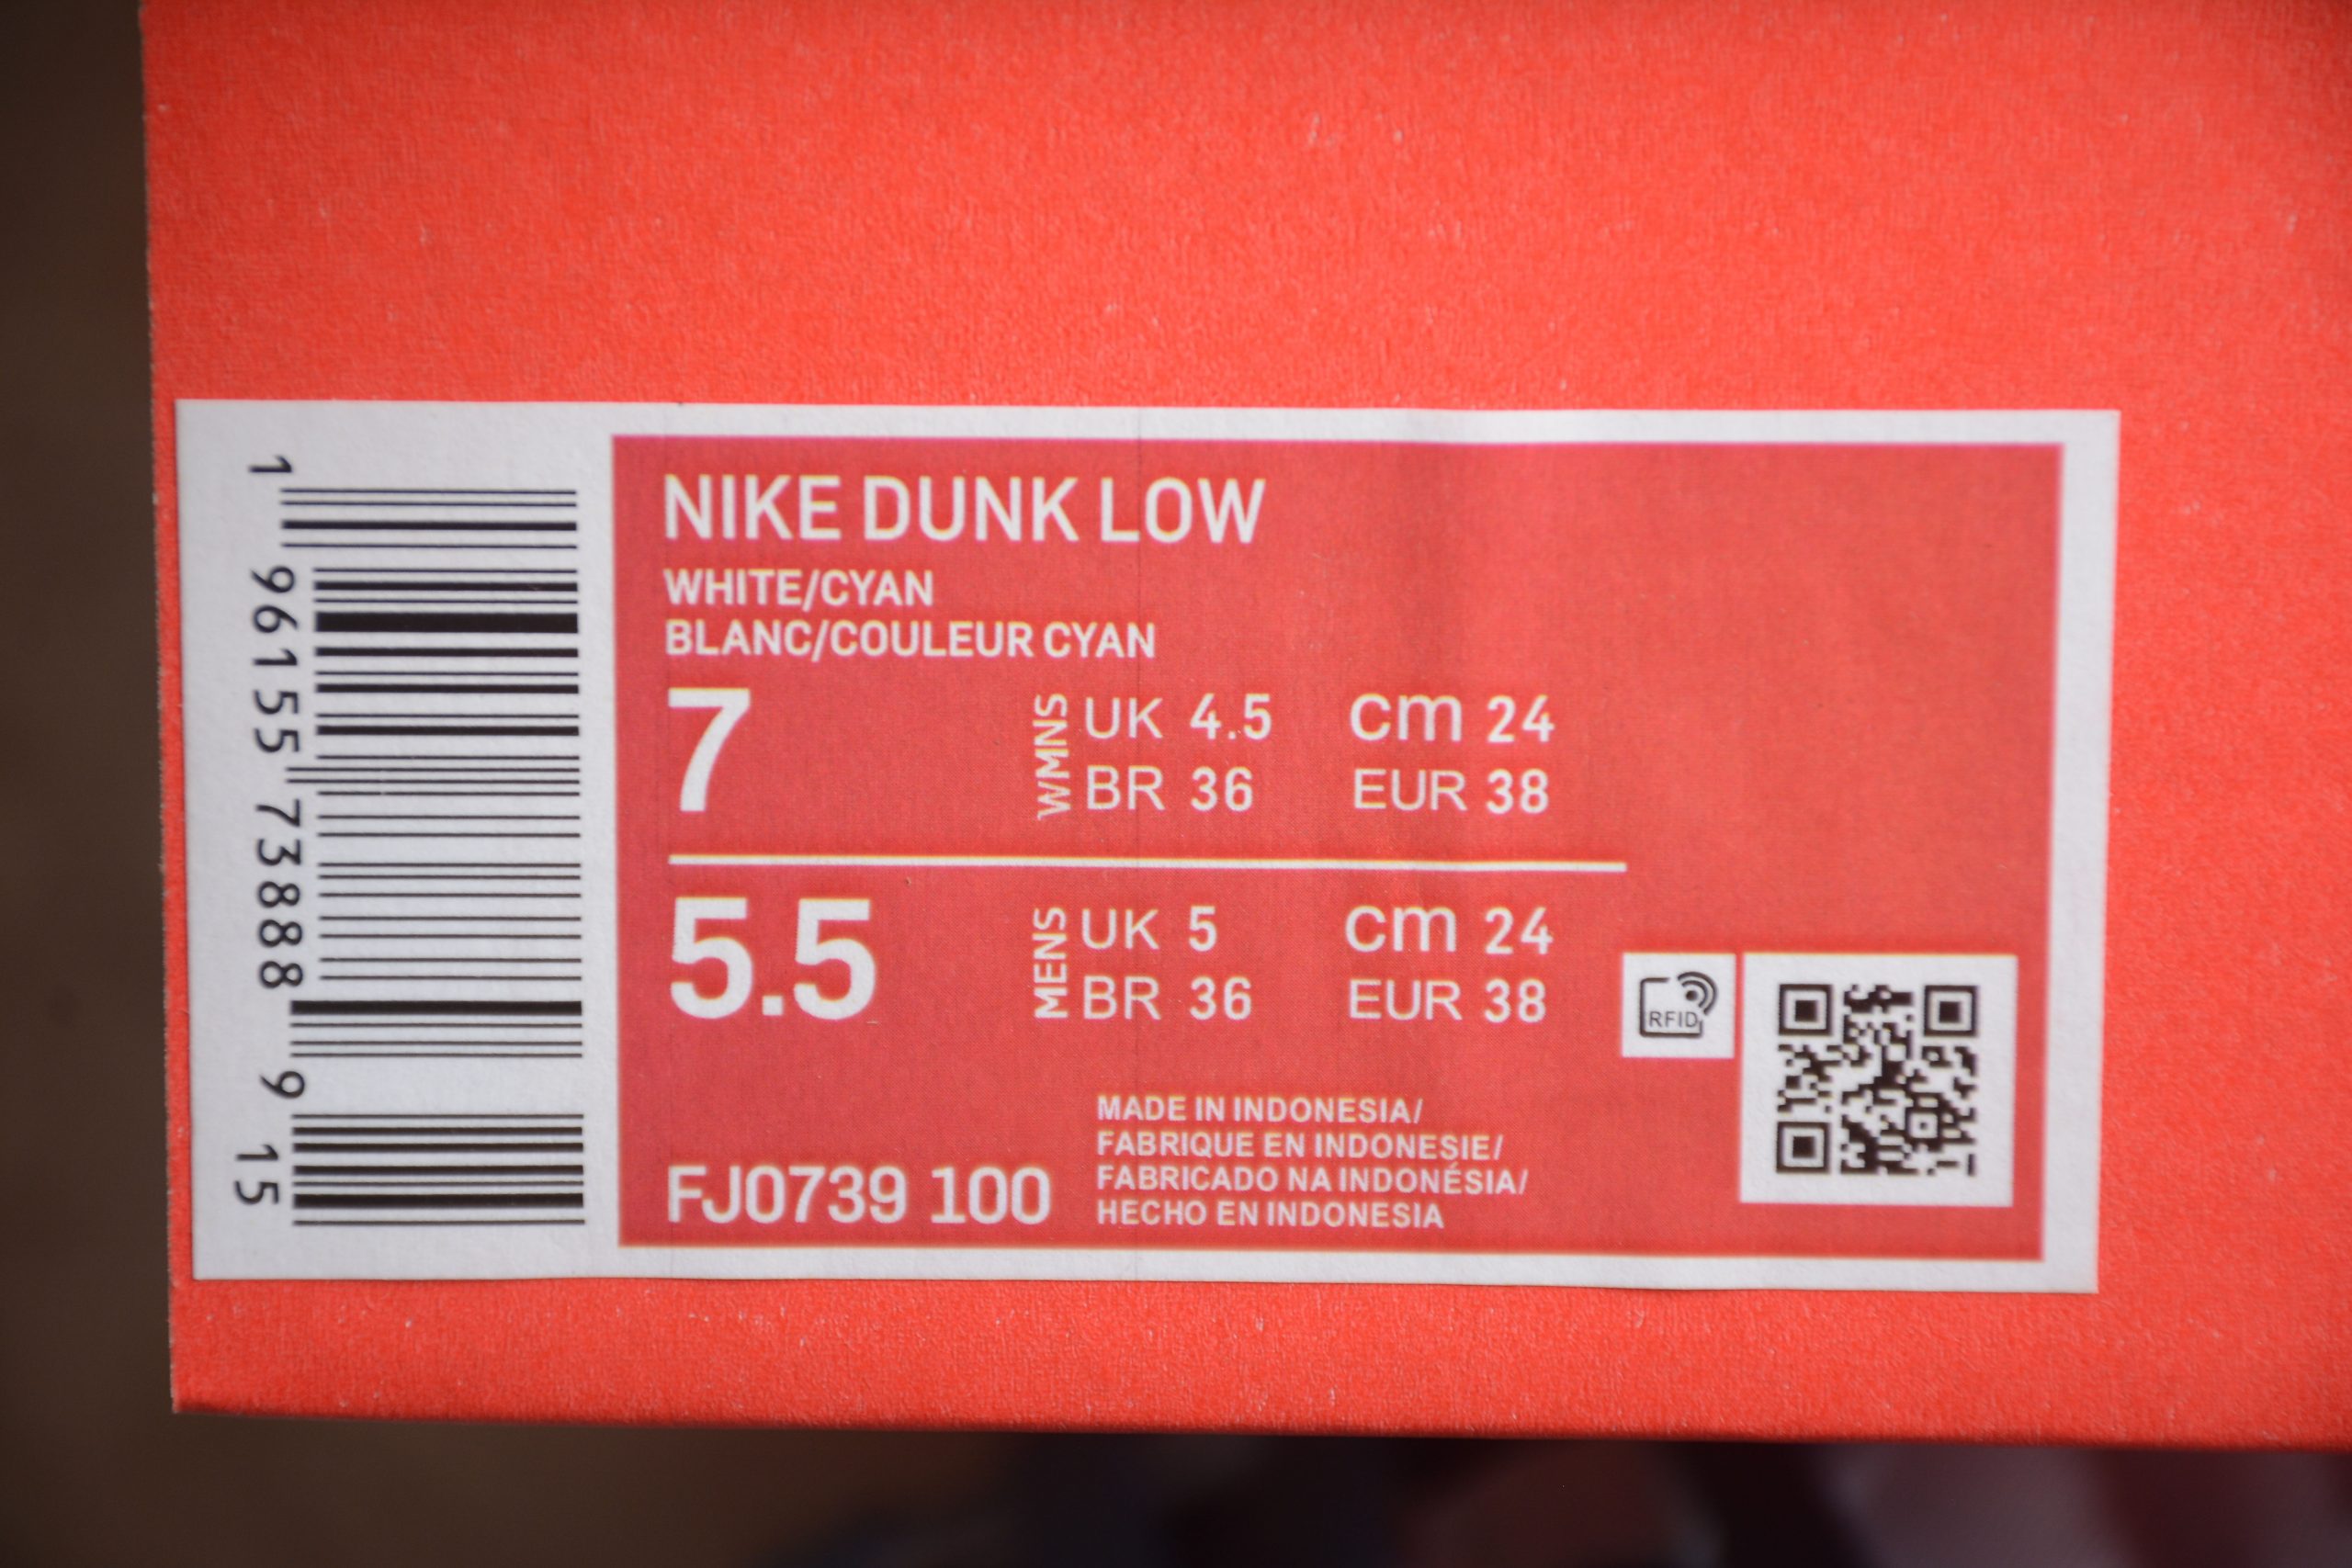 1 96155 73888 9 15
NIKE DUNK LOW
WHITE/CYAN
BLANC/COULEUR CYAN
7 WMNS UK 4.5 cm 24
BR 36 EUR 38
5.5 MENS UK 5 cm 24
BR 36 EUR 38
RFID
MADE IN INDONESIA/
FABRIQUE EN INDONESIE/
FABRICADO NA INDONÉSIA/
HECHO EN INDONESIA
FJ0739 100